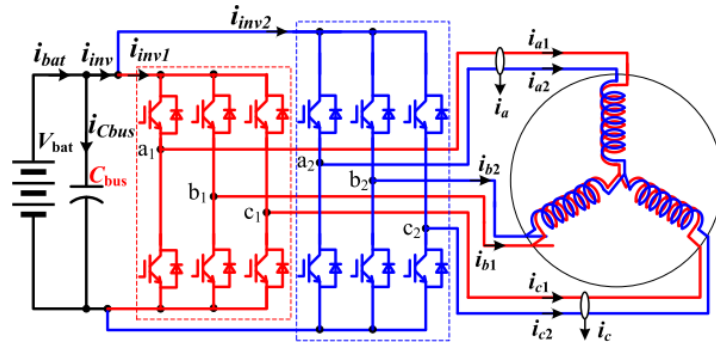 i_bat i_inv i_inv1 i_inv2 i_a1
i_a2
i_a
i_Cbus
V_bat
C_bus
a_1 a_2
b_1 b_2 i_b2
c_1 c_2
i_b1
i_c1
i_c2 i_c